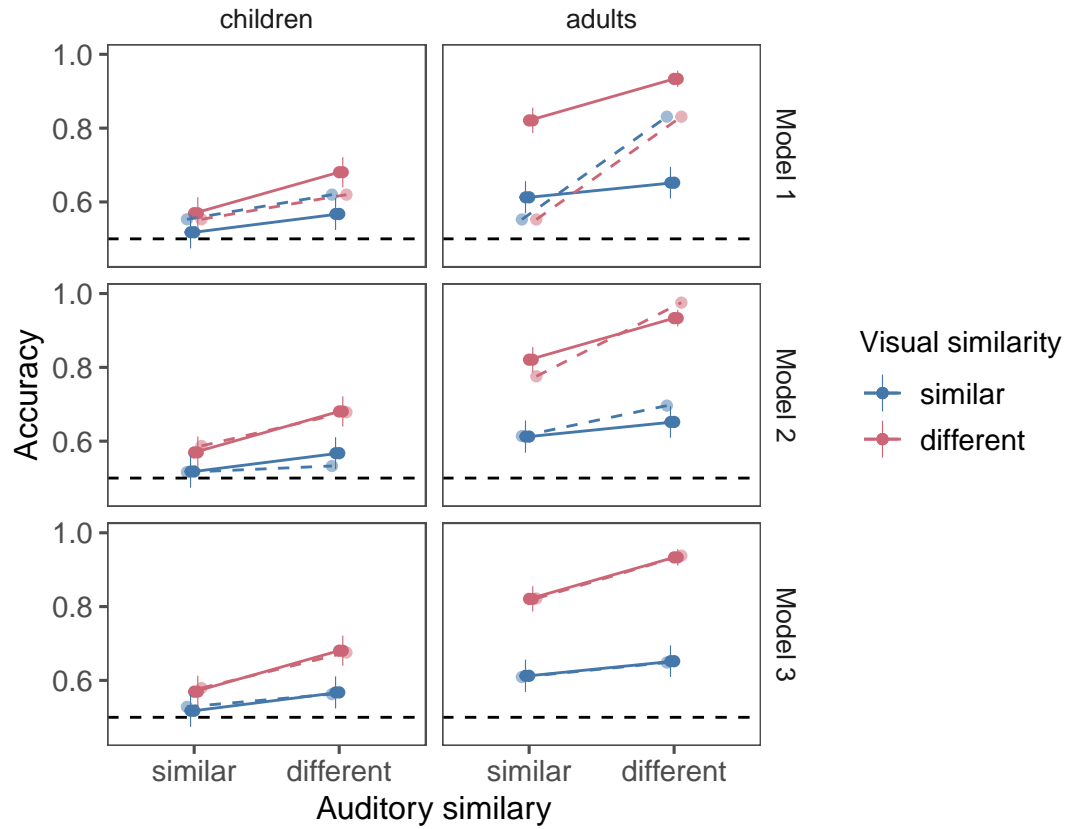 children
adults
1.0
0.8
0.6
Model 1
1.0
0.8
0.6
Model 2
1.0
0.8
0.6
Model 3
Accuracy
similar
different
similar
different
Auditory similary
Visual similarity
similar
different